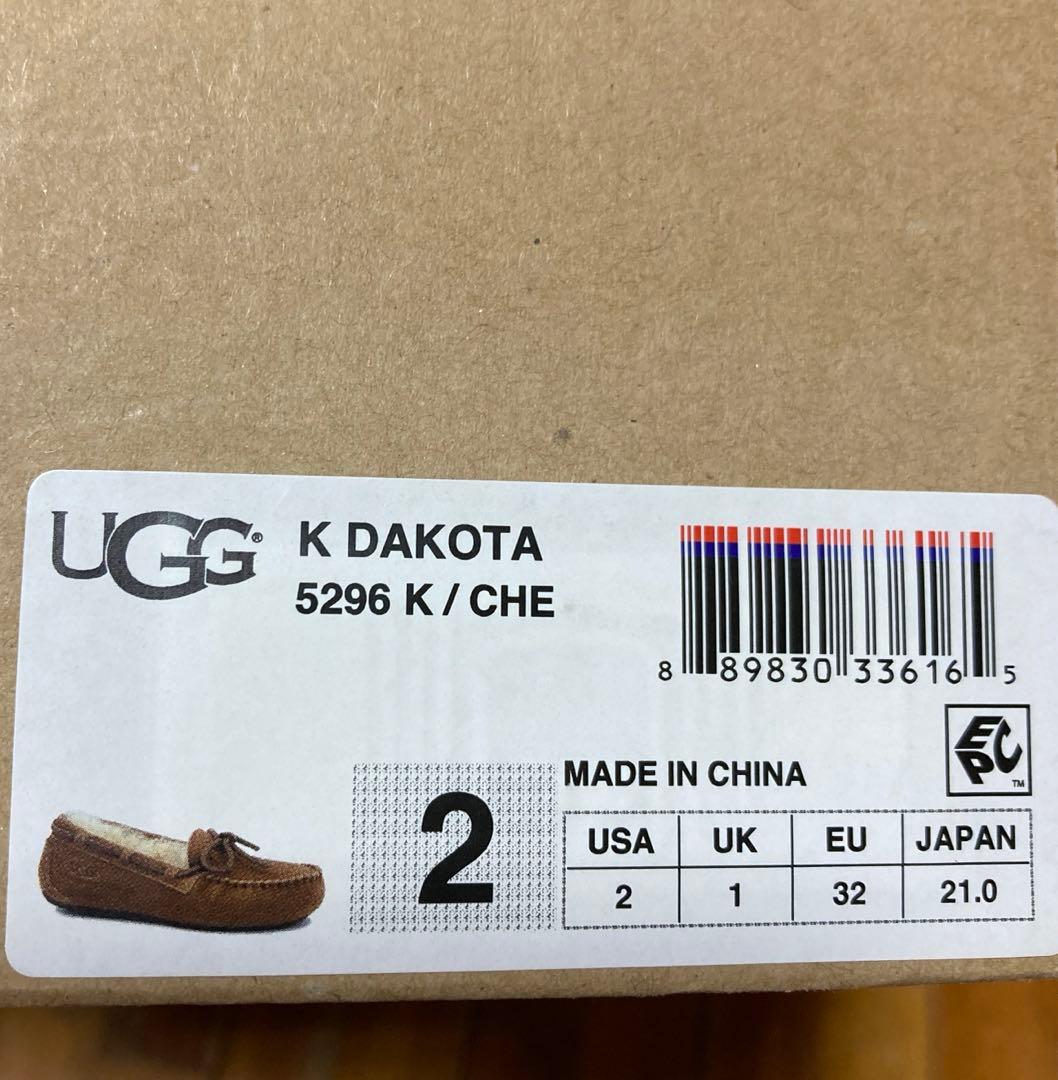 UGG®
K DAKOTA
5296 K / CHE
8 89830 33616 5
EPC™
MADE IN CHINA
2
USA UK EU JAPAN
2 1 32 21.0